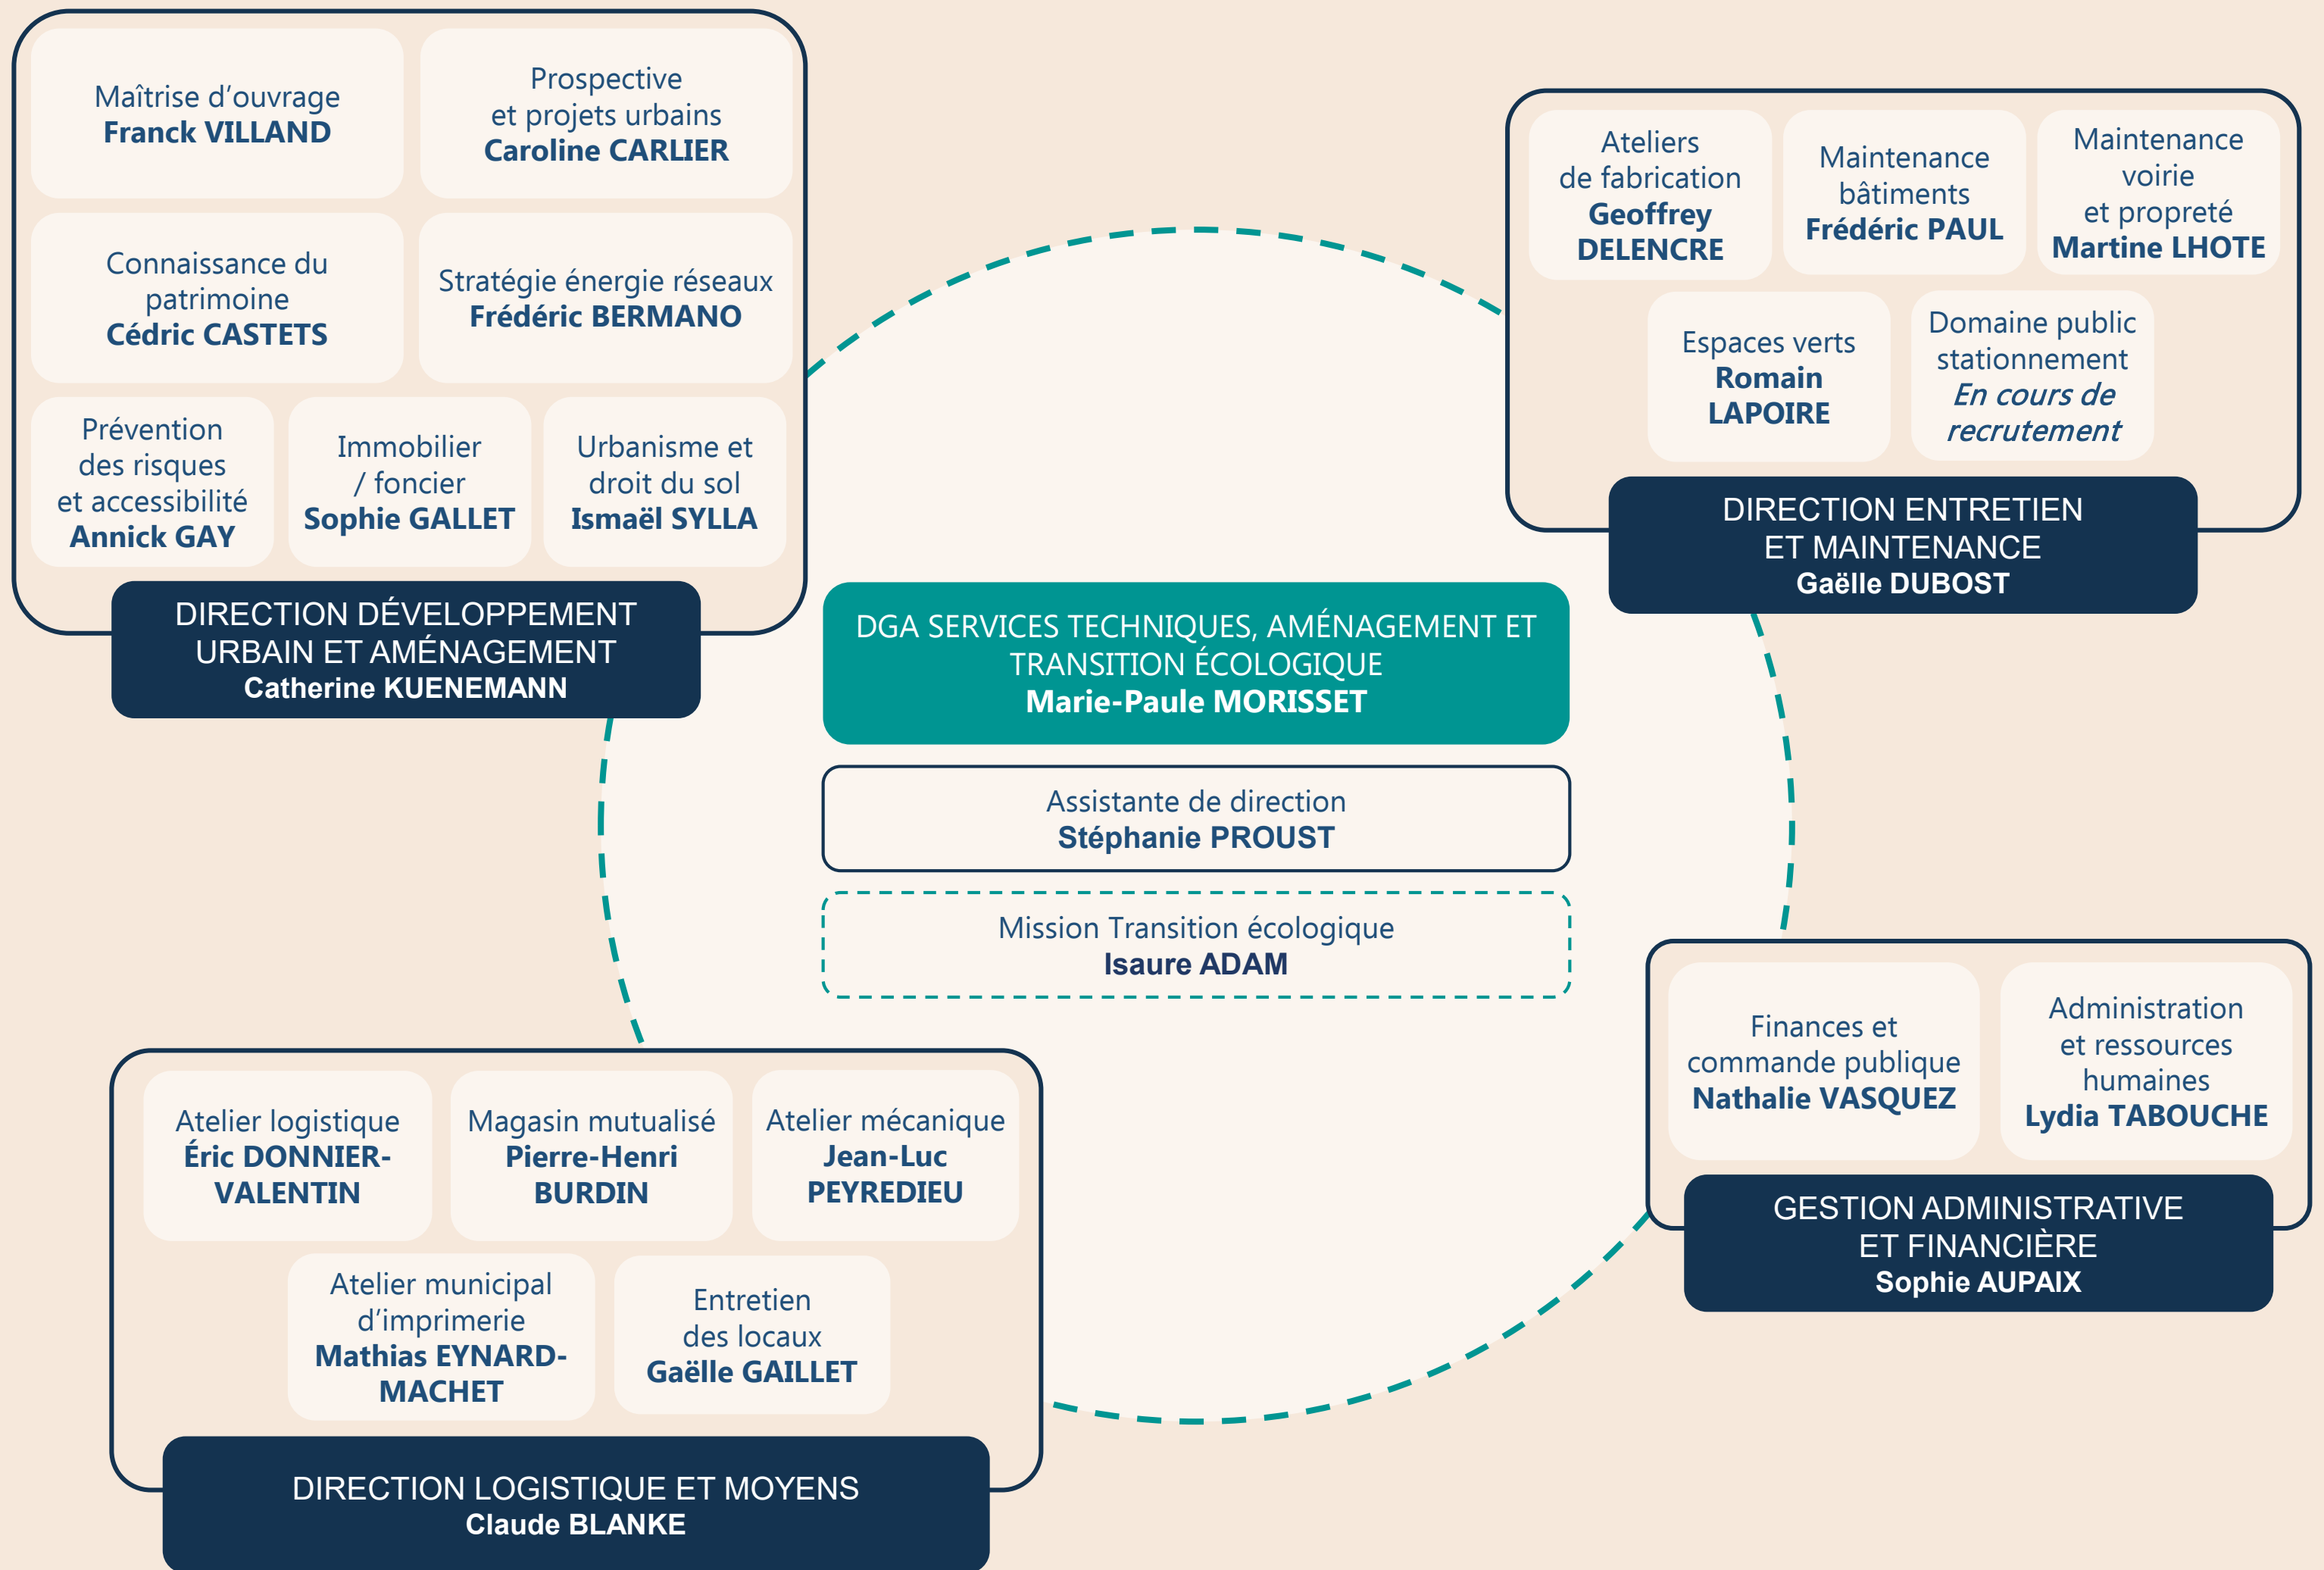 Maîtrise d’ouvrage
Franck VILLAND
Prospective
et projets urbains
Caroline CARLIER
Connaissance du
patrimoine
Cédric CASTETS
Stratégie énergie réseaux
Frédéric BERMANO
Prévention
des risques
et accessibilité
Annick GAY
Immobilier
/ foncier
Sophie GALLET
Urbanisme et
droit du sol
Ismaël SYLLA
DIRECTION DÉVELOPPEMENT
URBAIN ET AMÉNAGEMENT
Catherine KUENEMANN
Ateliers
de fabrication
Geoffrey
DELENCRE
Maintenance
bâtiments
Frédéric PAUL
Maintenance
voirie
et propreté
Martine LHOTE
Espaces verts
Romain
LAPOIRE
Domaine public
stationnement
En cours de
recrutement
DIRECTION ENTRETIEN
ET MAINTENANCE
Gaëlle DUBOST
DGA SERVICES TECHNIQUES, AMÉNAGEMENT ET
TRANSITION ÉCOLOGIQUE
Marie-Paule MORISSET
Assistante de direction
Stéphanie PROUST
Mission Transition écologique
Isaure ADAM
Finances et
commande publique
Nathalie VASQUEZ
Administration
et ressources
humaines
Lydia TABOUCHE
GESTION ADMINISTRATIVE
ET FINANCIÈRE
Sophie AUPAIX
Atelier logistique
Éric DONNIER-
VALENTIN
Magasin mutualisé
Pierre-Henri
BURDIN
Atelier mécanique
Jean-Luc
PEYREDIEU
Atelier municipal
d’imprimerie
Mathias EYNARD-
MACHET
Entretien
des locaux
Gaëlle GAILLET
DIRECTION LOGISTIQUE ET MOYENS
Claude BLANKE